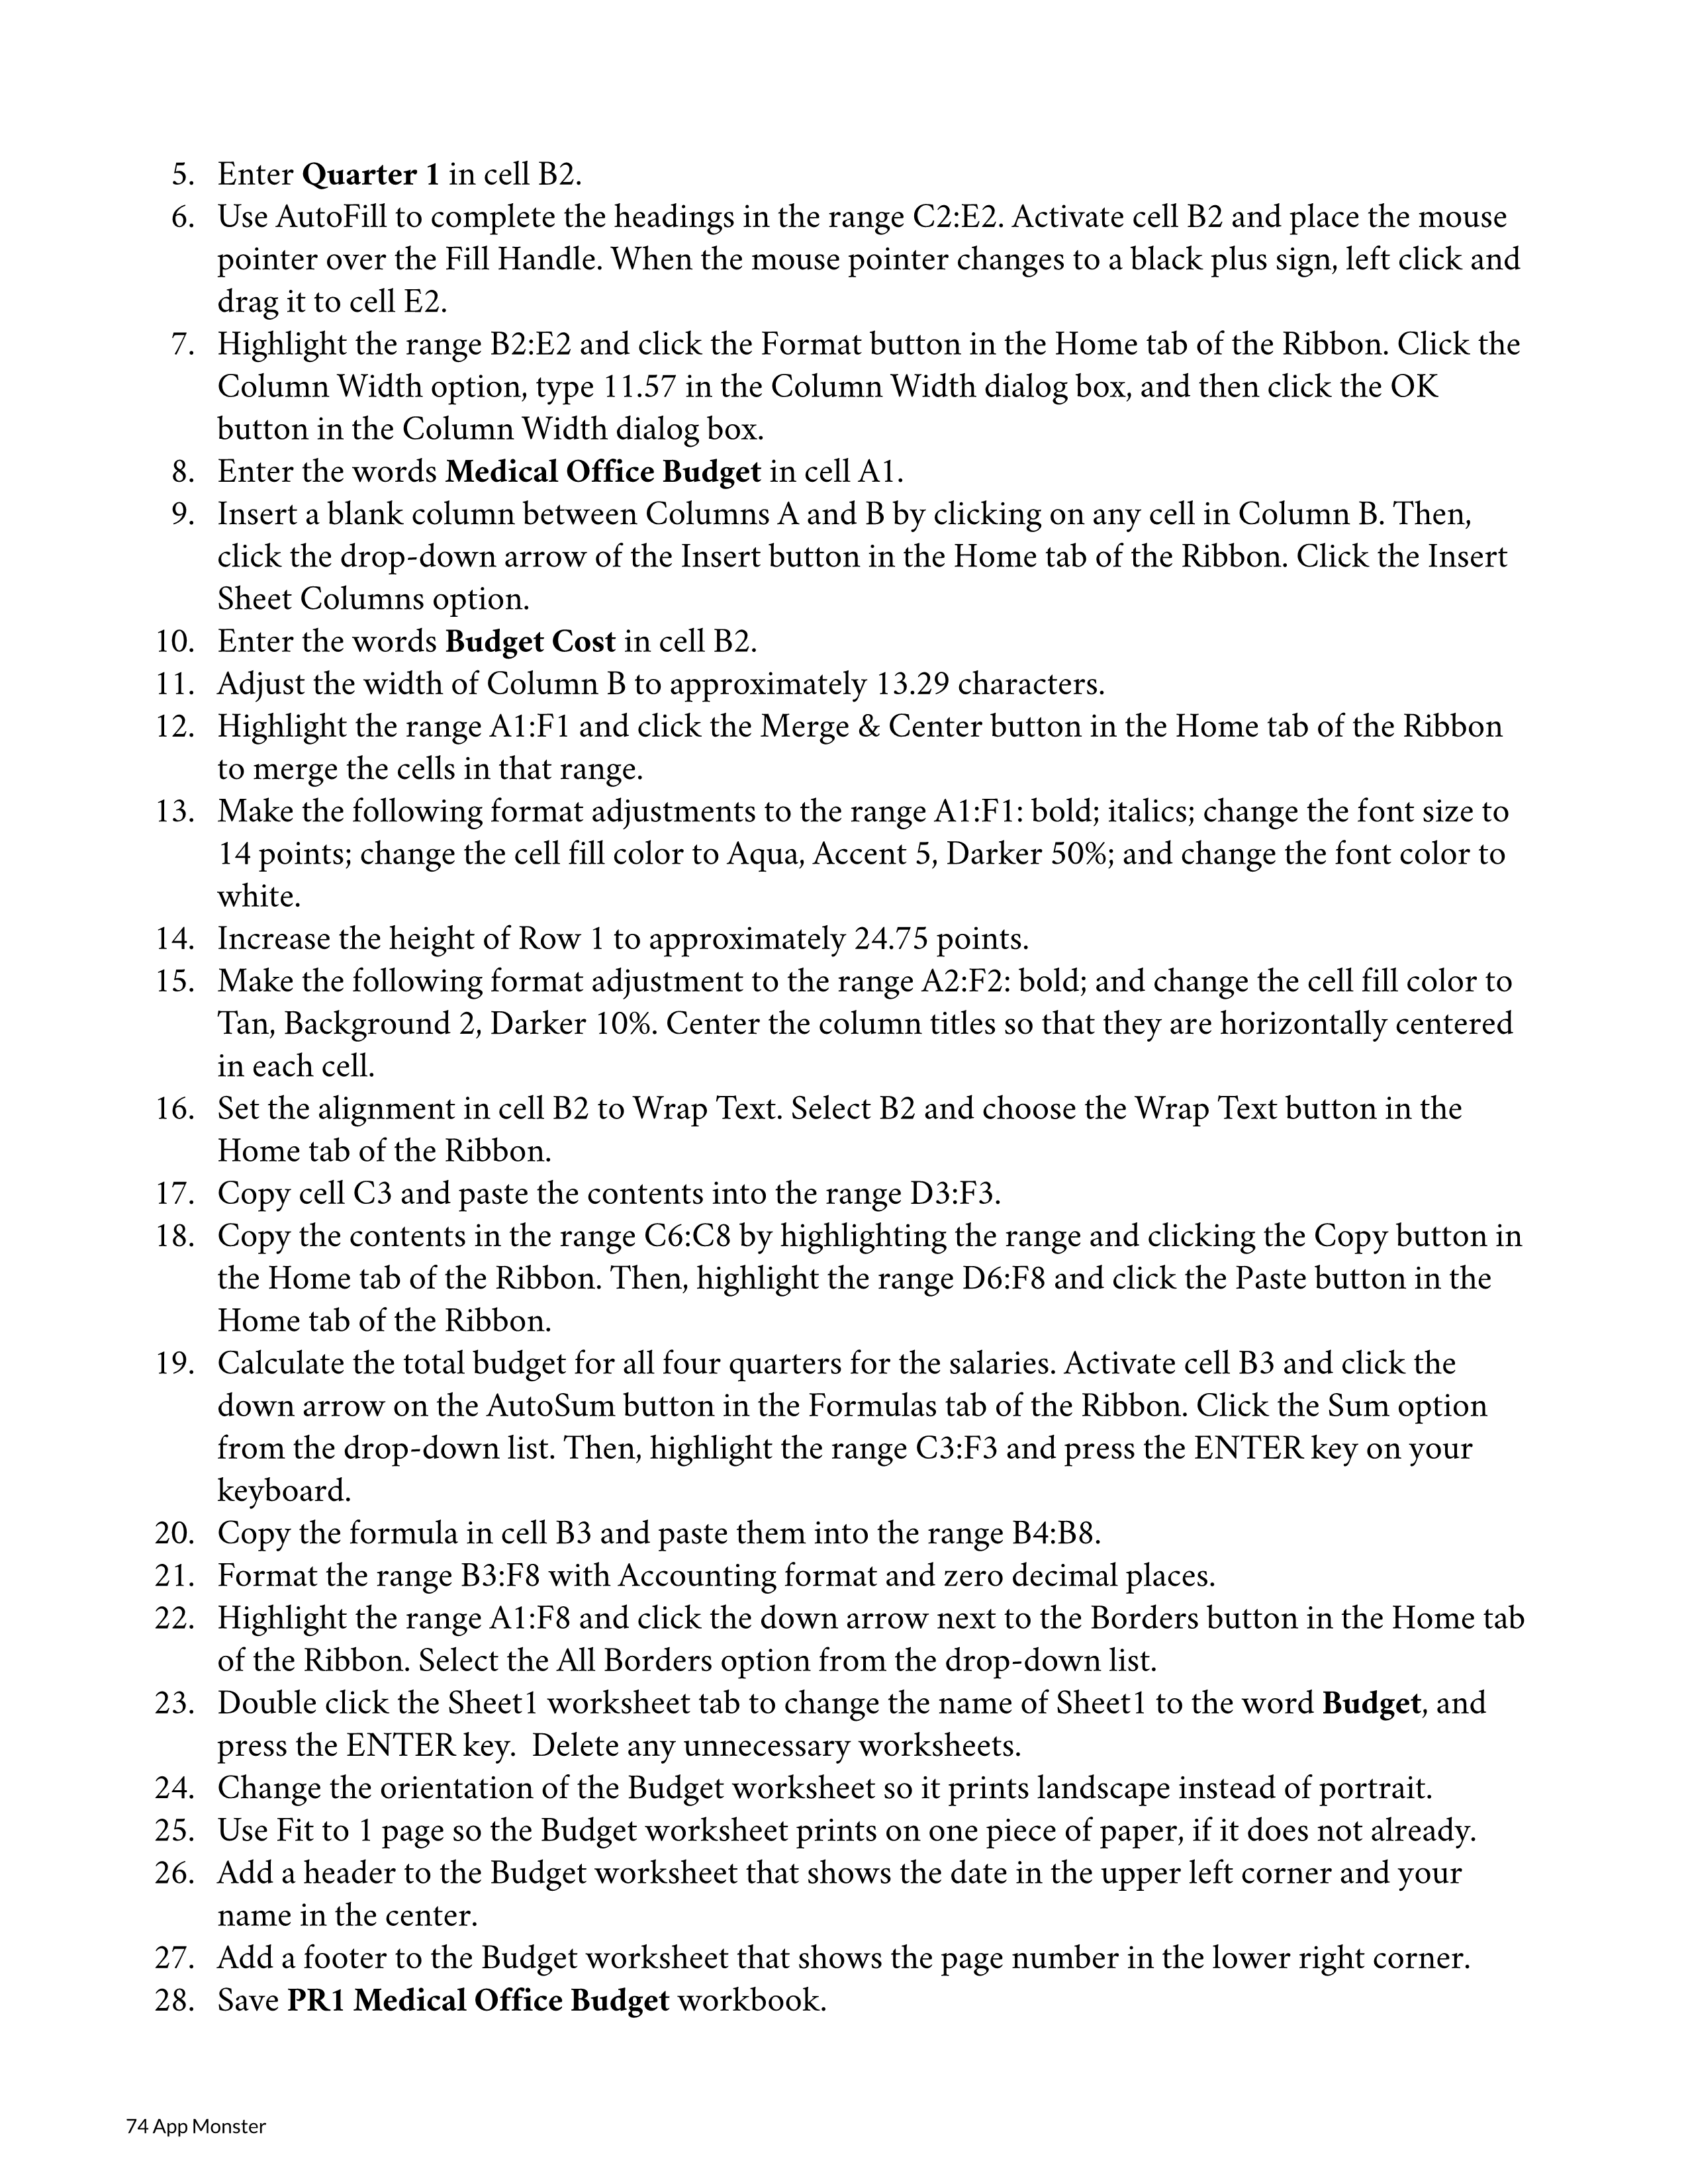 5. Enter Quarter 1 in cell B2.
6. Use AutoFill to complete the headings in the range C2:E2. Activate cell B2 and place the mouse
pointer over the Fill Handle. When the mouse pointer changes to a black plus sign, left click and
drag it to cell E2.
7. Highlight the range B2:E2 and click the Format button in the Home tab of the Ribbon. Click the
Column Width option, type 11.57 in the Column Width dialog box, and then click the OK
button in the Column Width dialog box.
8. Enter the words Medical Office Budget in cell A1.
9. Insert a blank column between Columns A and B by clicking on any cell in Column B. Then,
click the drop-down arrow of the Insert button in the Home tab of the Ribbon. Click the Insert
Sheet Columns option.
10. Enter the words Budget Cost in cell B2.
11. Adjust the width of Column B to approximately 13.29 characters.
12. Highlight the range A1:F1 and click the Merge & Center button in the Home tab of the Ribbon
to merge the cells in that range.
13. Make the following format adjustments to the range A1:F1: bold; italics; change the font size to
14 points; change the cell fill color to Aqua, Accent 5, Darker 50%; and change the font color to
white.
14. Increase the height of Row 1 to approximately 24.75 points.
15. Make the following format adjustment to the range A2:F2: bold; and change the cell fill color to
Tan, Background 2, Darker 10%. Center the column titles so that they are horizontally centered
in each cell.
16. Set the alignment in cell B2 to Wrap Text. Select B2 and choose the Wrap Text button in the
Home tab of the Ribbon.
17. Copy cell C3 and paste the contents into the range D3:F3.
18. Copy the contents in the range C6:C8 by highlighting the range and clicking the Copy button in
the Home tab of the Ribbon. Then, highlight the range D6:F8 and click the Paste button in the
Home tab of the Ribbon.
19. Calculate the total budget for all four quarters for the salaries. Activate cell B3 and click the
down arrow on the AutoSum button in the Formulas tab of the Ribbon. Click the Sum option
from the drop-down list. Then, highlight the range C3:F3 and press the ENTER key on your
keyboard.
20. Copy the formula in cell B3 and paste them into the range B4:B8.
21. Format the range B3:F8 with Accounting format and zero decimal places.
22. Highlight the range A1:F8 and click the down arrow next to the Borders button in the Home tab
of the Ribbon. Select the All Borders option from the drop-down list.
23. Double click the Sheet1 worksheet tab to change the name of Sheet1 to the word Budget, and
press the ENTER key.  Delete any unnecessary worksheets.
24. Change the orientation of the Budget worksheet so it prints landscape instead of portrait.
25. Use Fit to 1 page so the Budget worksheet prints on one piece of paper, if it does not already.
26. Add a header to the Budget worksheet that shows the date in the upper left corner and your
name in the center.
27. Add a footer to the Budget worksheet that shows the page number in the lower right corner.
28. Save PR1 Medical Office Budget workbook.
74 App Monster